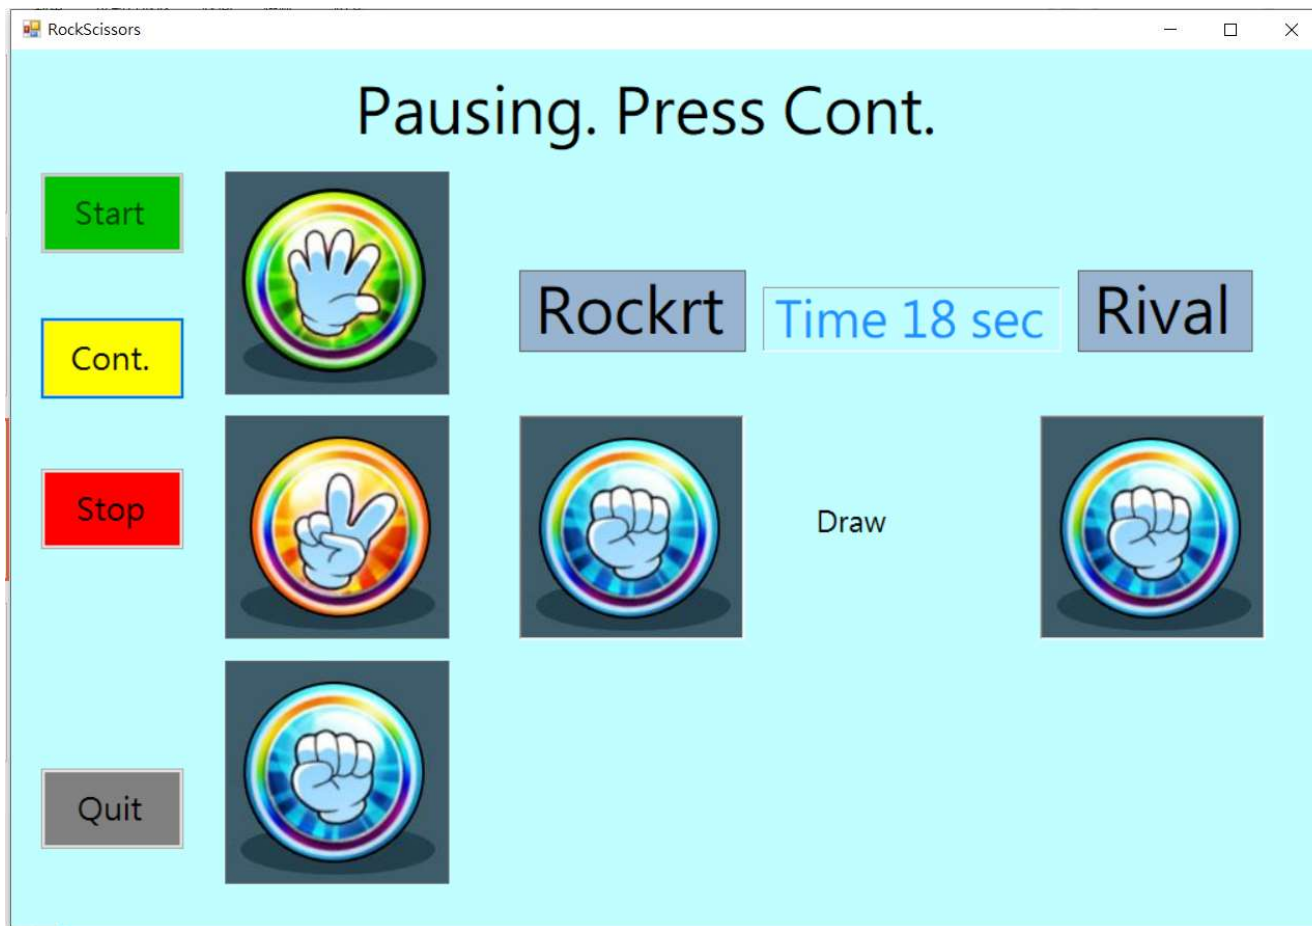 RockScissors
Pausing. Press Cont.
Start
Cont.
Stop
Quit
Rockrt
Time 18 sec
Rival
Draw